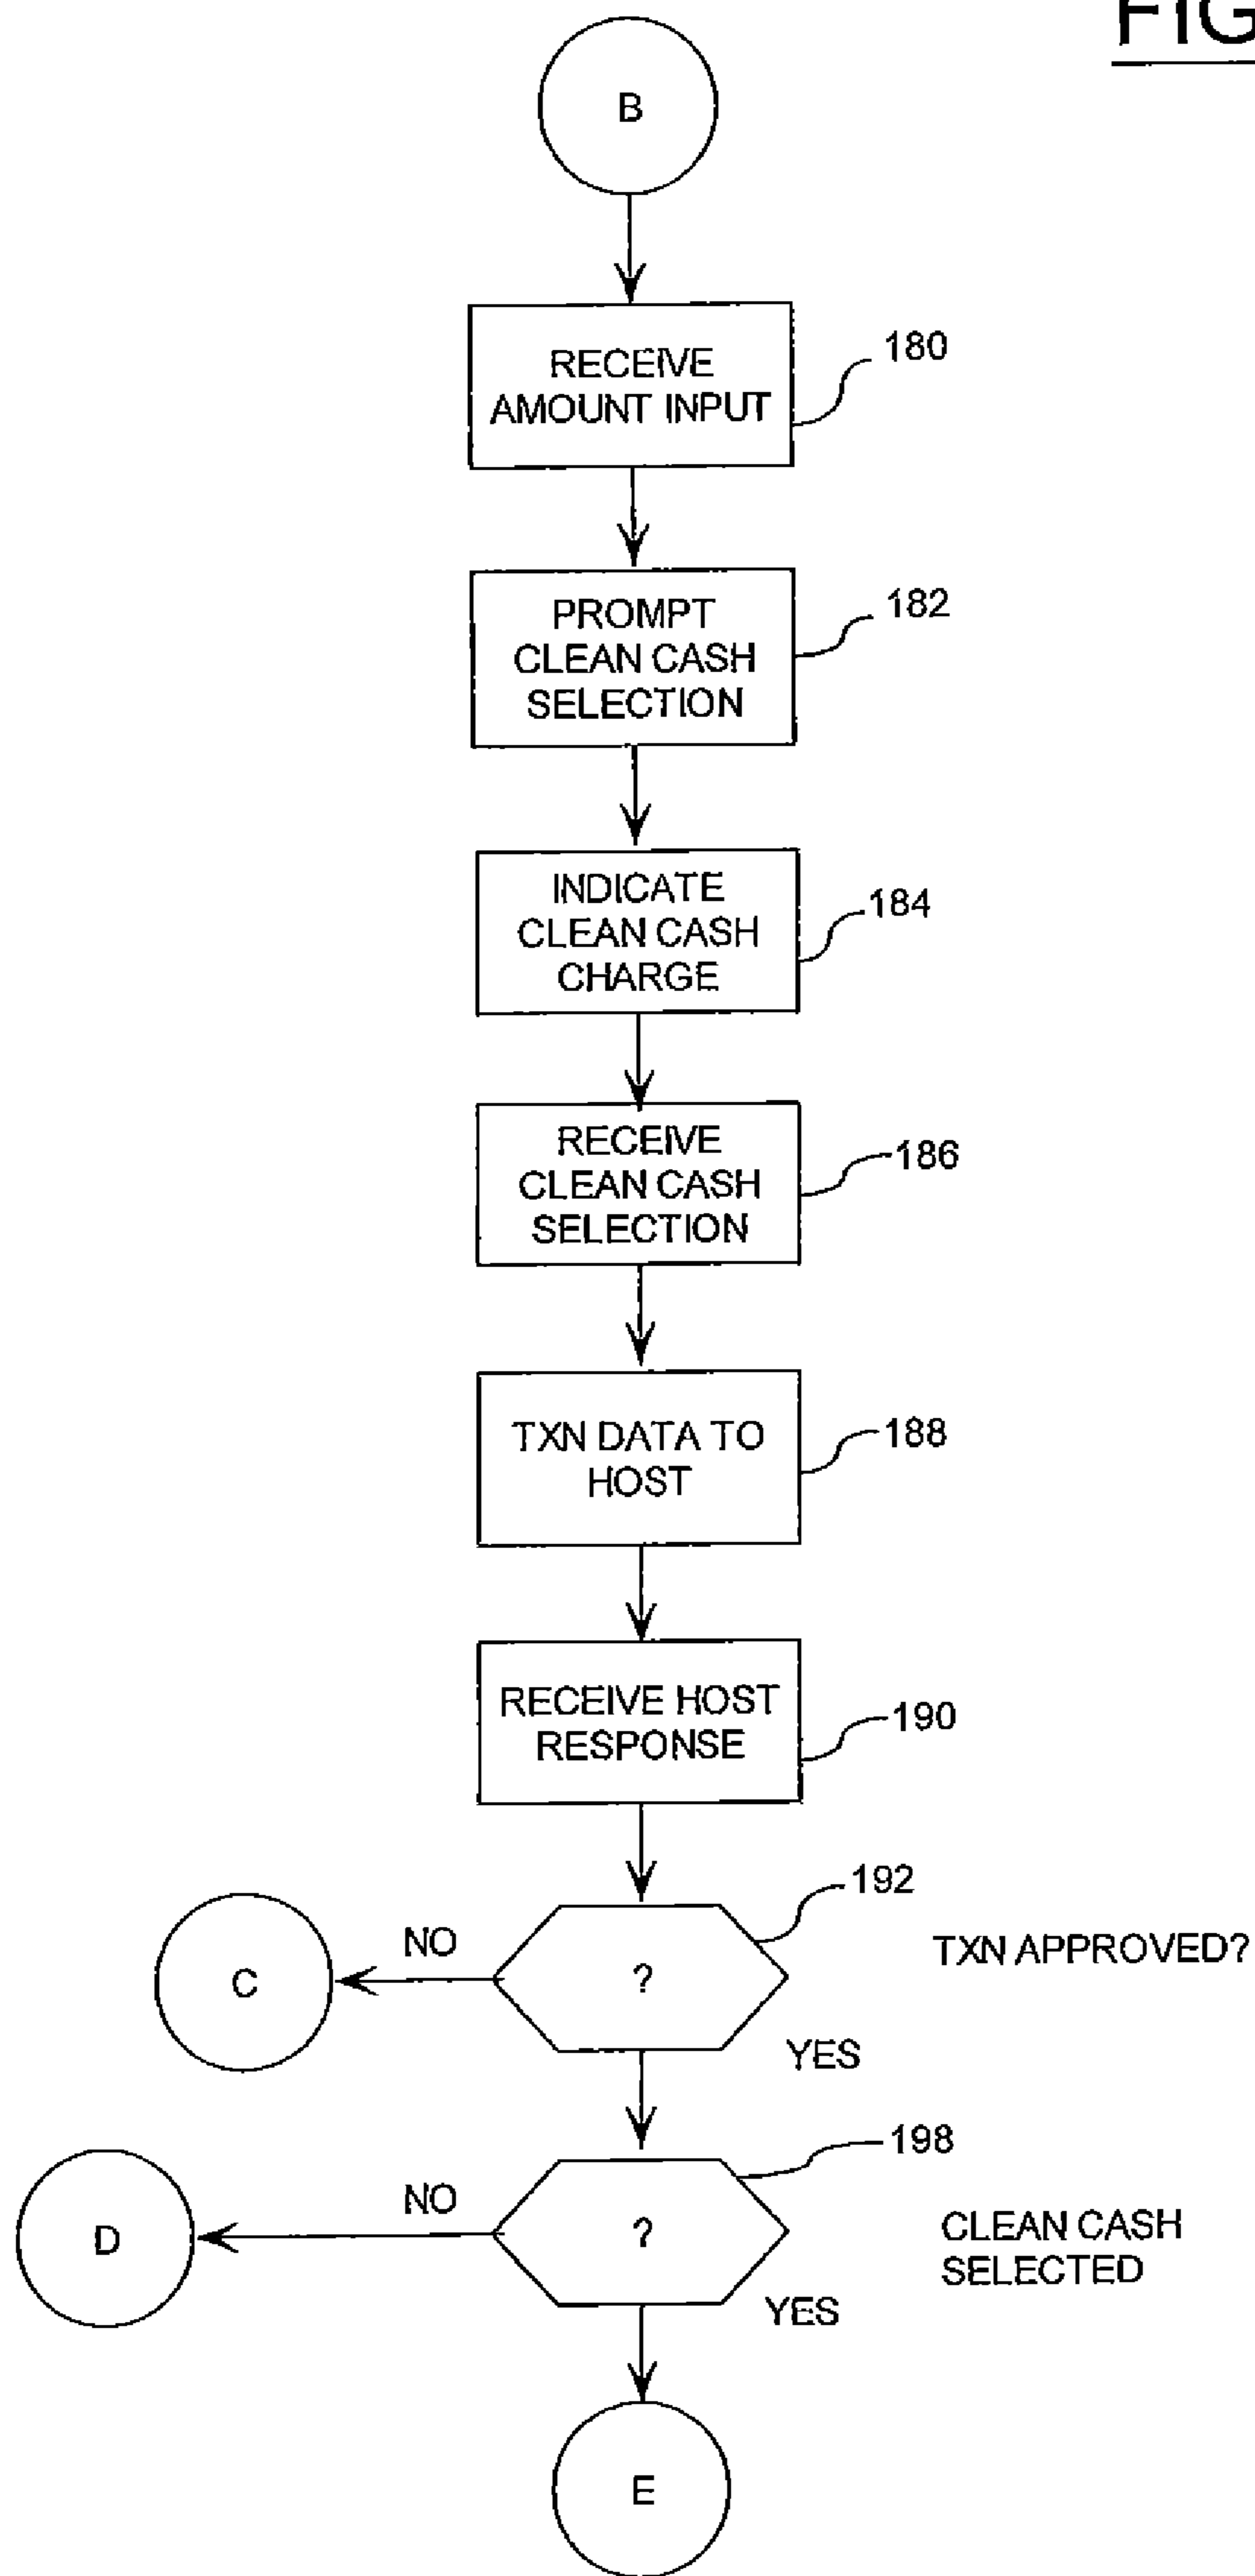 FIG
B
RECEIVE
AMOUNT INPUT
180
PROMPT
CLEAN CASH
SELECTION
182
INDICATE
CLEAN CASH
CHARGE
184
RECEIVE
CLEAN CASH
SELECTION
186
TXN DATA TO
HOST
188
RECEIVE HOST
RESPONSE
190
192
NO
C
?
TXN APPROVED?
YES
198
NO
D
?
CLEAN CASH
SELECTED
YES
E